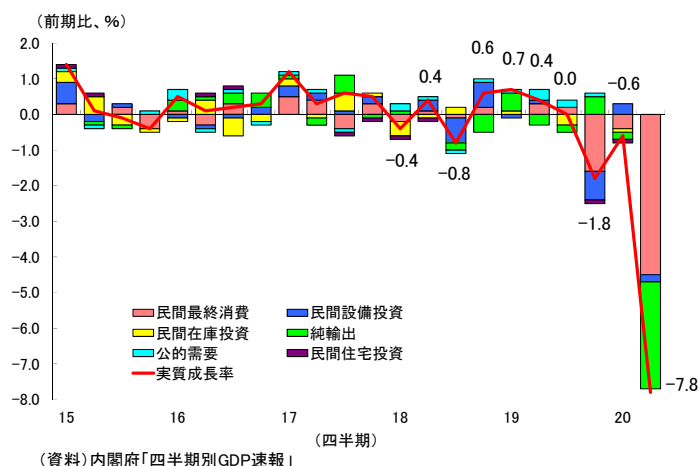 (前期比、%)
2.0
1.0
0.0
−1.0
−2.0
−3.0
−4.0
−5.0
−6.0
−7.0
−8.0
−0.4
0.4
−0.8
0.6
0.7
0.4
0.0
−1.8
−0.6
−7.8
民間最終消費 民間設備投資
民間在庫投資 純輸出
公的需要 民間住宅投資
実質成長率
15 16 17 18 19 20
(四半期)
(資料)内閣府「四半期別GDP速報」